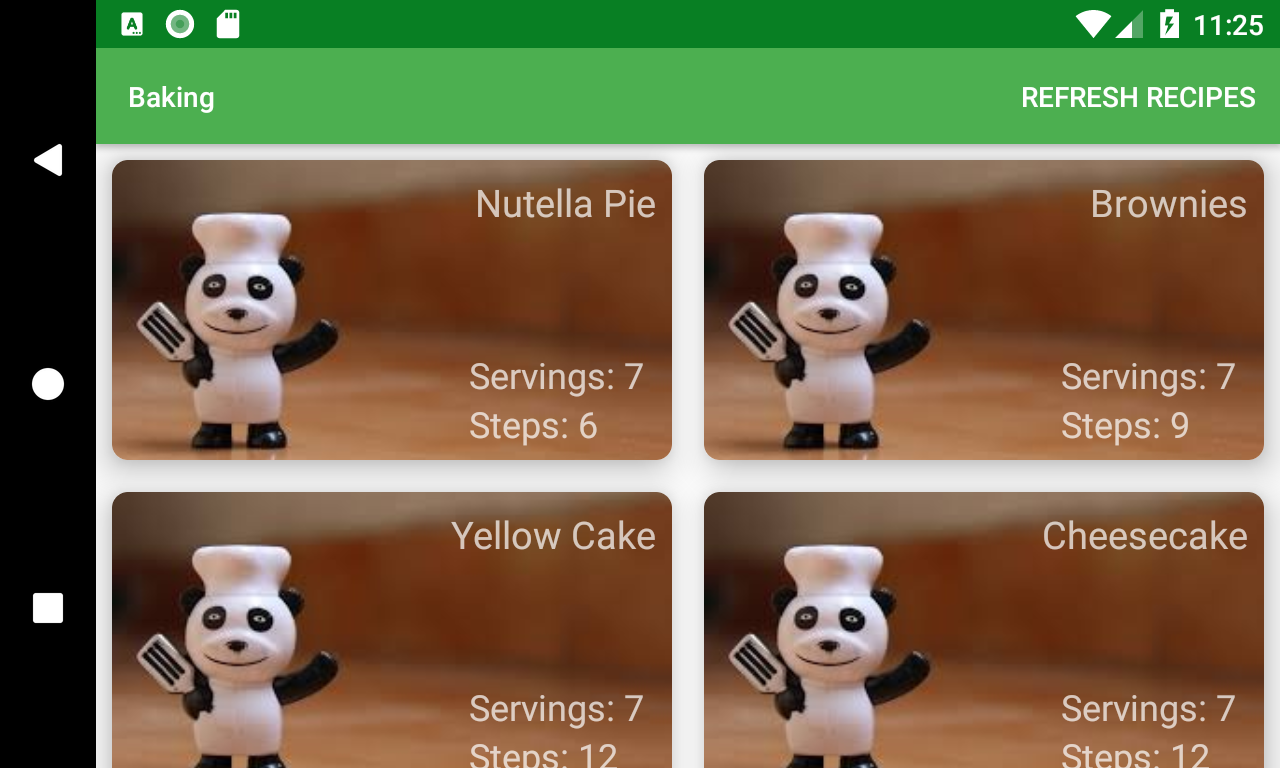 11:25
Baking
REFRESH RECIPES
Nutella Pie
Servings: 7
Steps: 6
Brownies
Servings: 7
Steps: 9
Yellow Cake
Servings: 7
Steps: 12
Cheesecake
Servings: 7
Steps: 12